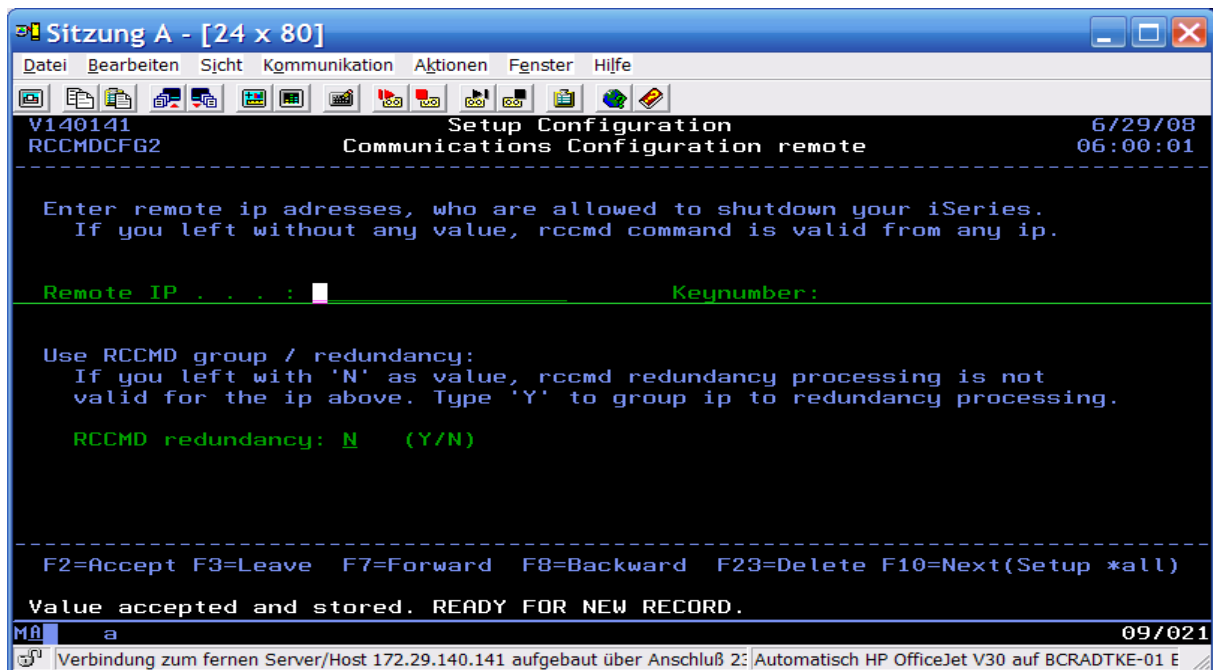 Sitzung A - [24 x 80]
Datei Bearbeiten Sicht Kommunikation Aktionen Fenster Hilfe
V140141 Setup Configuration 6/29/08
RCCMDCFG2 Communications Configuration remote 06:00:01
Enter remote ip adresses, who are allowed to shutdown your iSeries.
If you left without any value, rccmd command is valid from any ip.
Remote IP . . . : Keynumber:
Use RCCMD group / redundancy:
If you left with 'N' as value, rccmd redundancy processing is not
valid for the ip above. Type 'Y' to group ip to redundancy processing.
RCCMD redundancy: N (Y/N)
F2=Accept F3=Leave F7=Forward F8=Backward F23=Delete F10=Next(Setup *all)
Value accepted and stored. READY FOR NEW RECORD.
MA a 09/021
Verbindung zum fernen Server/Host 172.29.140.141 aufgebaut über Anschluß 23 Automatisch HP OfficeJet V30 auf BCRADTKE-01 E